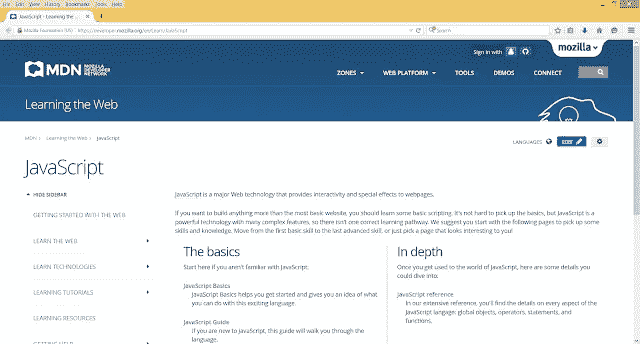 File Edit View History Bookmarks Tools Help
JavaScript - Learning the ...
Mozilla Foundation (US)
Search
Sign in with
mozilla
MDN MOZILLA DEVELOPER NETWORK
ZONES WEB PLATFORM TOOLS DEMOS CONNECT
Learning the Web
MDN Learning the Web JavaScript
LANGUAGES EDIT
JavaScript
HIDE SIDEBAR
GETTING STARTED WITH THE WEB
LEARN THE WEB
LEARN TECHNOLOGIES
LEARNING TUTORIALS
LEARNING RESOURCES
GETTING HELP
JavaScript is a major Web technology that provides interactivity and special effects to webpages.
If you want to build anything more than the most basic website, you should learn some basic scripting. It's not hard to pick up the basics, but JavaScript is a
powerful technology with many complex features, so there isn't one correct learning pathway. We suggest you start with the following pages to pick up some
skills and knowledge. Move from the first basic skill to the last advanced skill, or just pick a page that looks interesting to you!
The basics
Start here if you aren't familiar with JavaScript.
JavaScript Basics
JavaScript Basics helps you get started and gives you an idea of what
you can do with this exciting language.
JavaScript Guide
If you are new to JavaScript, this guide will walk you through the
language.
In depth
Once you get used to the world of JavaScript, here are some details you
could dive into:
JavaScript reference
In our extensive reference, you'll find the details on every aspect of the
JavaScript langage: global objects, operators, statements, and
functions.